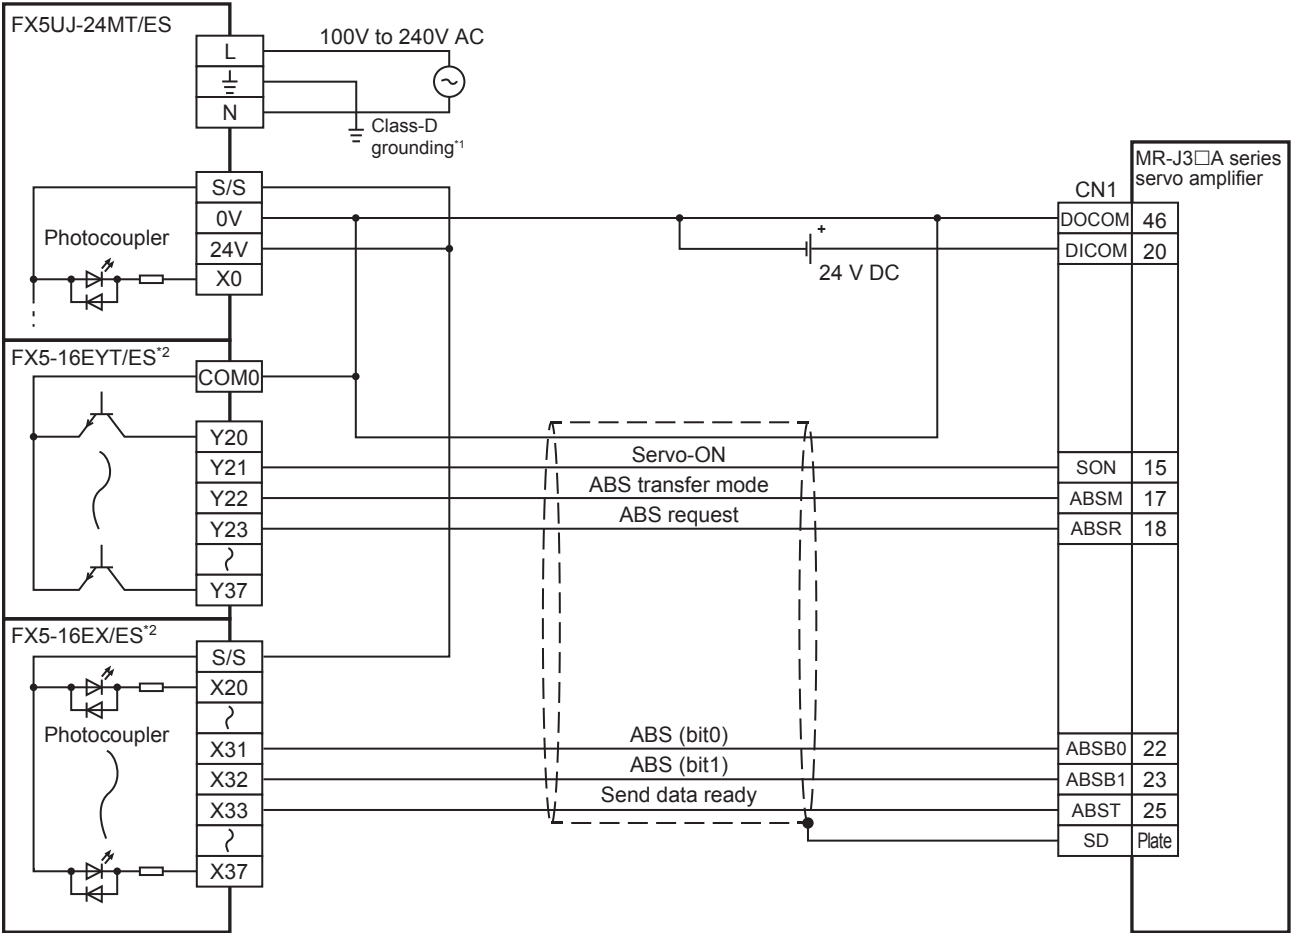 FX5UJ-24MT/ES
L
N
100V to 240V AC
Class-D
grounding*1
S/S
0V
24V
X0
Photocoupler
FX5-16EYT/ES*2
COM0
Y20
Y21
Y22
Y23
Y37
FX5-16EX/ES*2
S/S
X20
X31
X32
X33
X37
Photocoupler
+
24 V DC
Servo-ON
ABS transfer mode
ABS request
ABS (bit0)
ABS (bit1)
Send data ready
MR-J3□A series
servo amplifier
CN1
DOCOM 46
DICOM 20
SON 15
ABSM 17
ABSR 18
ABSB0 22
ABSB1 23
ABST 25
SD Plate